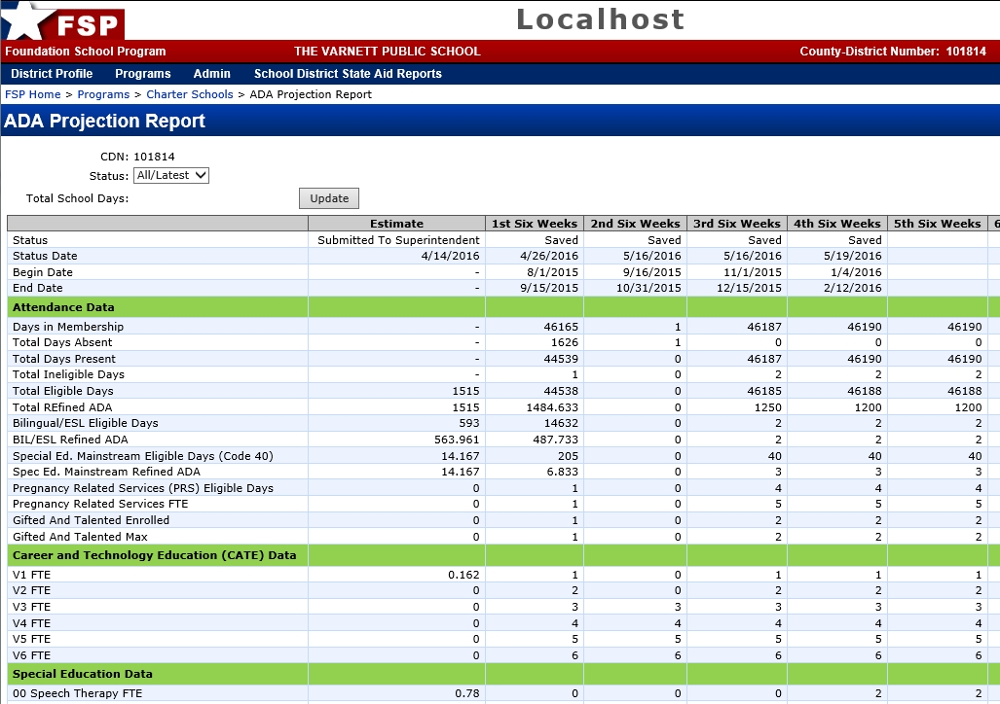 FSP
Localhost
Foundation School Program THE VARNETT PUBLIC SCHOOL County-District Number: 101814
District Profile Programs Admin School District State Aid Reports
FSP Home > Programs > Charter Schools > ADA Projection Report
ADA Projection Report
CDN: 101814
Status: All/Latest
Total School Days: Update
Estimate 1st Six Weeks 2nd Six Weeks 3rd Six Weeks 4th Six Weeks 5th Six Weeks 6
Status Submitted To Superintendent Saved Saved Saved Saved
Status Date 4/14/2016 4/26/2016 5/16/2016 5/16/2016 5/19/2016
Begin Date - 8/1/2015 9/16/2015 11/1/2015 1/4/2016
End Date - 9/15/2015 10/31/2015 12/15/2015 2/12/2016
Attendance Data
Days in Membership - 46165 1 46187 46190 46190
Total Days Absent - 1626 1 0 0 0
Total Days Present - 44539 0 46187 46190 46190
Total Ineligible Days - 1 0 2 2 2
Total Eligible Days 1515 44538 0 46185 46188 46188
Total REfined ADA 1515 1484.633 0 1250 1200 1200
Bilingual/ESL Eligible Days 593 14632 0 2 2 2
BIL/ESL Refined ADA 563.961 487.733 0 2 2 2
Special Ed. Mainstream Eligible Days (Code 40) 14.167 205 0 40 40 40
Spec Ed. Mainstream Refined ADA 14.167 6.833 0 3 3 3
Pregnancy Related Services (PRS) Eligible Days 0 1 0 4 4 4
Pregnancy Related Services FTE 0 1 0 5 5 5
Gifted And Talented Enrolled 0 1 0 2 2 2
Gifted And Talented Max 0 1 0 2 2 2
Career and Technology Education (CATE) Data
V1 FTE 0.162 1 0 1 1 1
V2 FTE 0 2 0 2 2 2
V3 FTE 0 3 3 3 3 3
V4 FTE 0 4 4 4 4 4
V5 FTE 0 5 5 5 5 5
V6 FTE 0 6 6 6 6 6
Special Education Data
00 Speech Therapy FTE 0.78 0 0 0 2 2